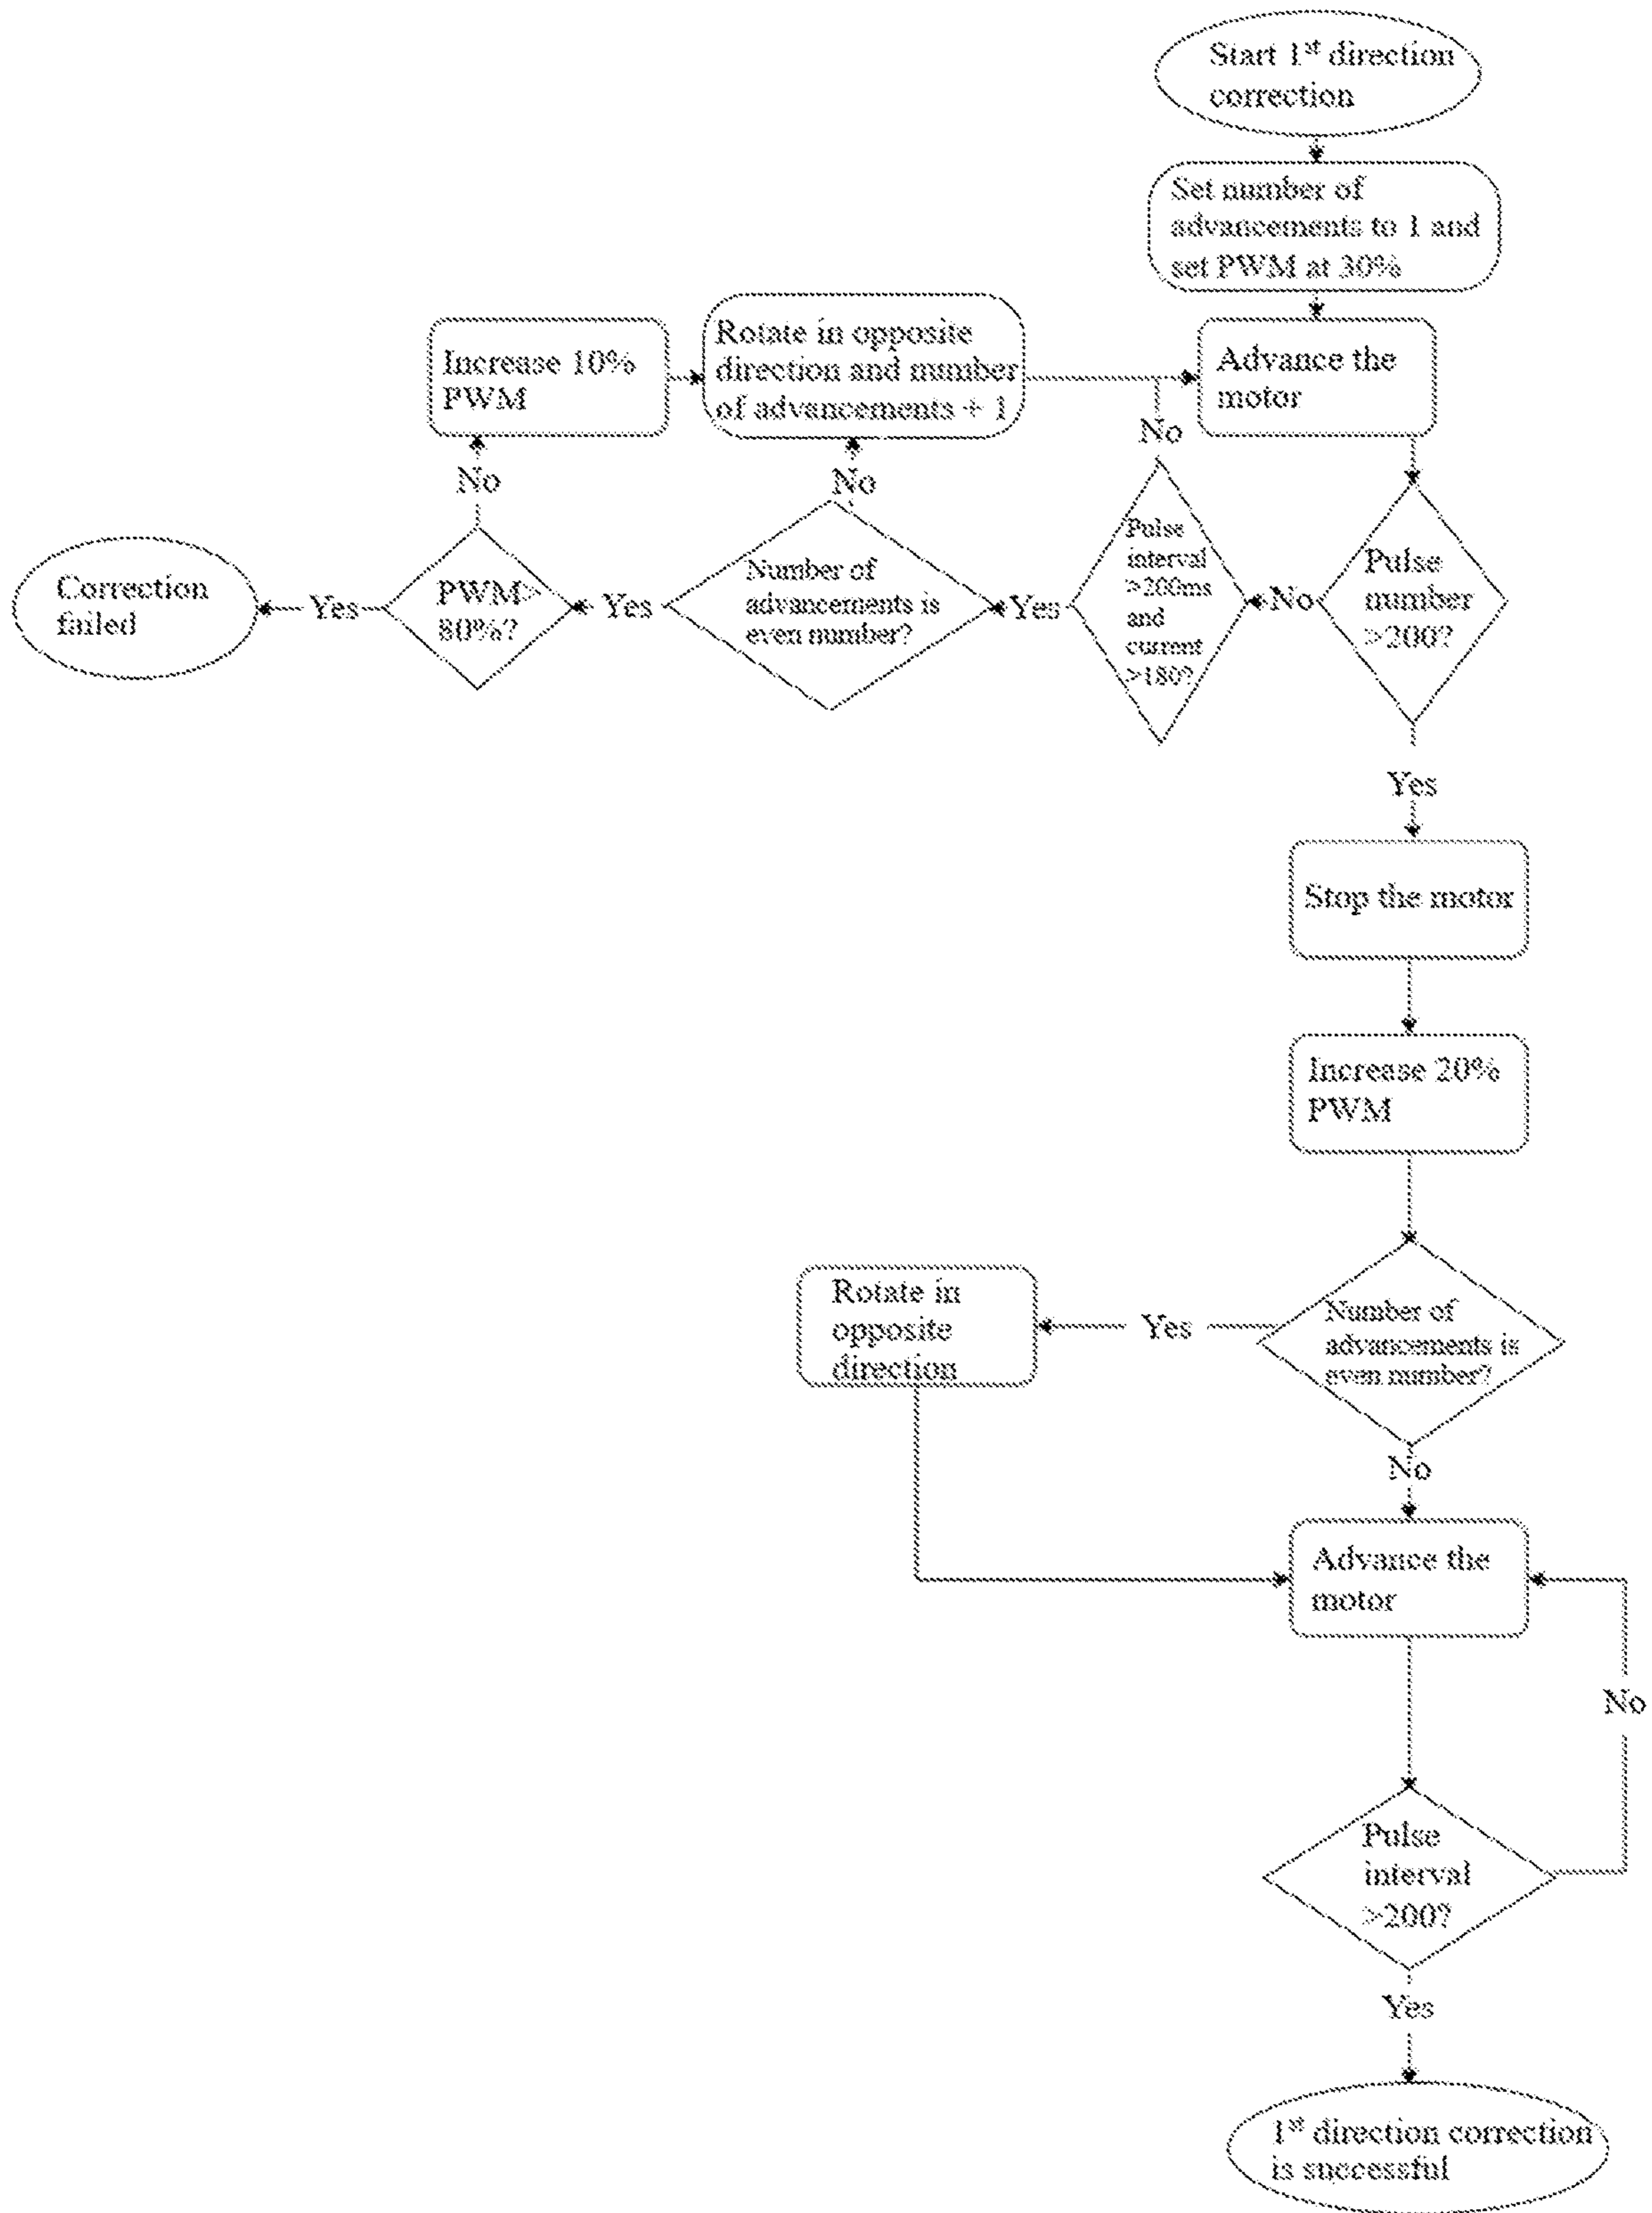 Start 1st direction
correction
Set number of
advancements to 1 and
set PWM at 30%
Increase 10%
PWM
Rotate in opposite
direction and number
of advancements + 1
Advance the
motor
No
No
No
Correction
failed
Yes
PWM>
80%?
Yes
Number of
advancements is
even number?
Yes
Pulse
interval
>200ms
and
current
>180?
No
Pulse
number
>200?
Yes
Stop the motor
Increase 20%
PWM
Rotate in
opposite
direction
Yes
Number of
advancements is
even number?
No
Advance the
motor
No
Pulse
interval
>200?
Yes
1st direction correction
is successful